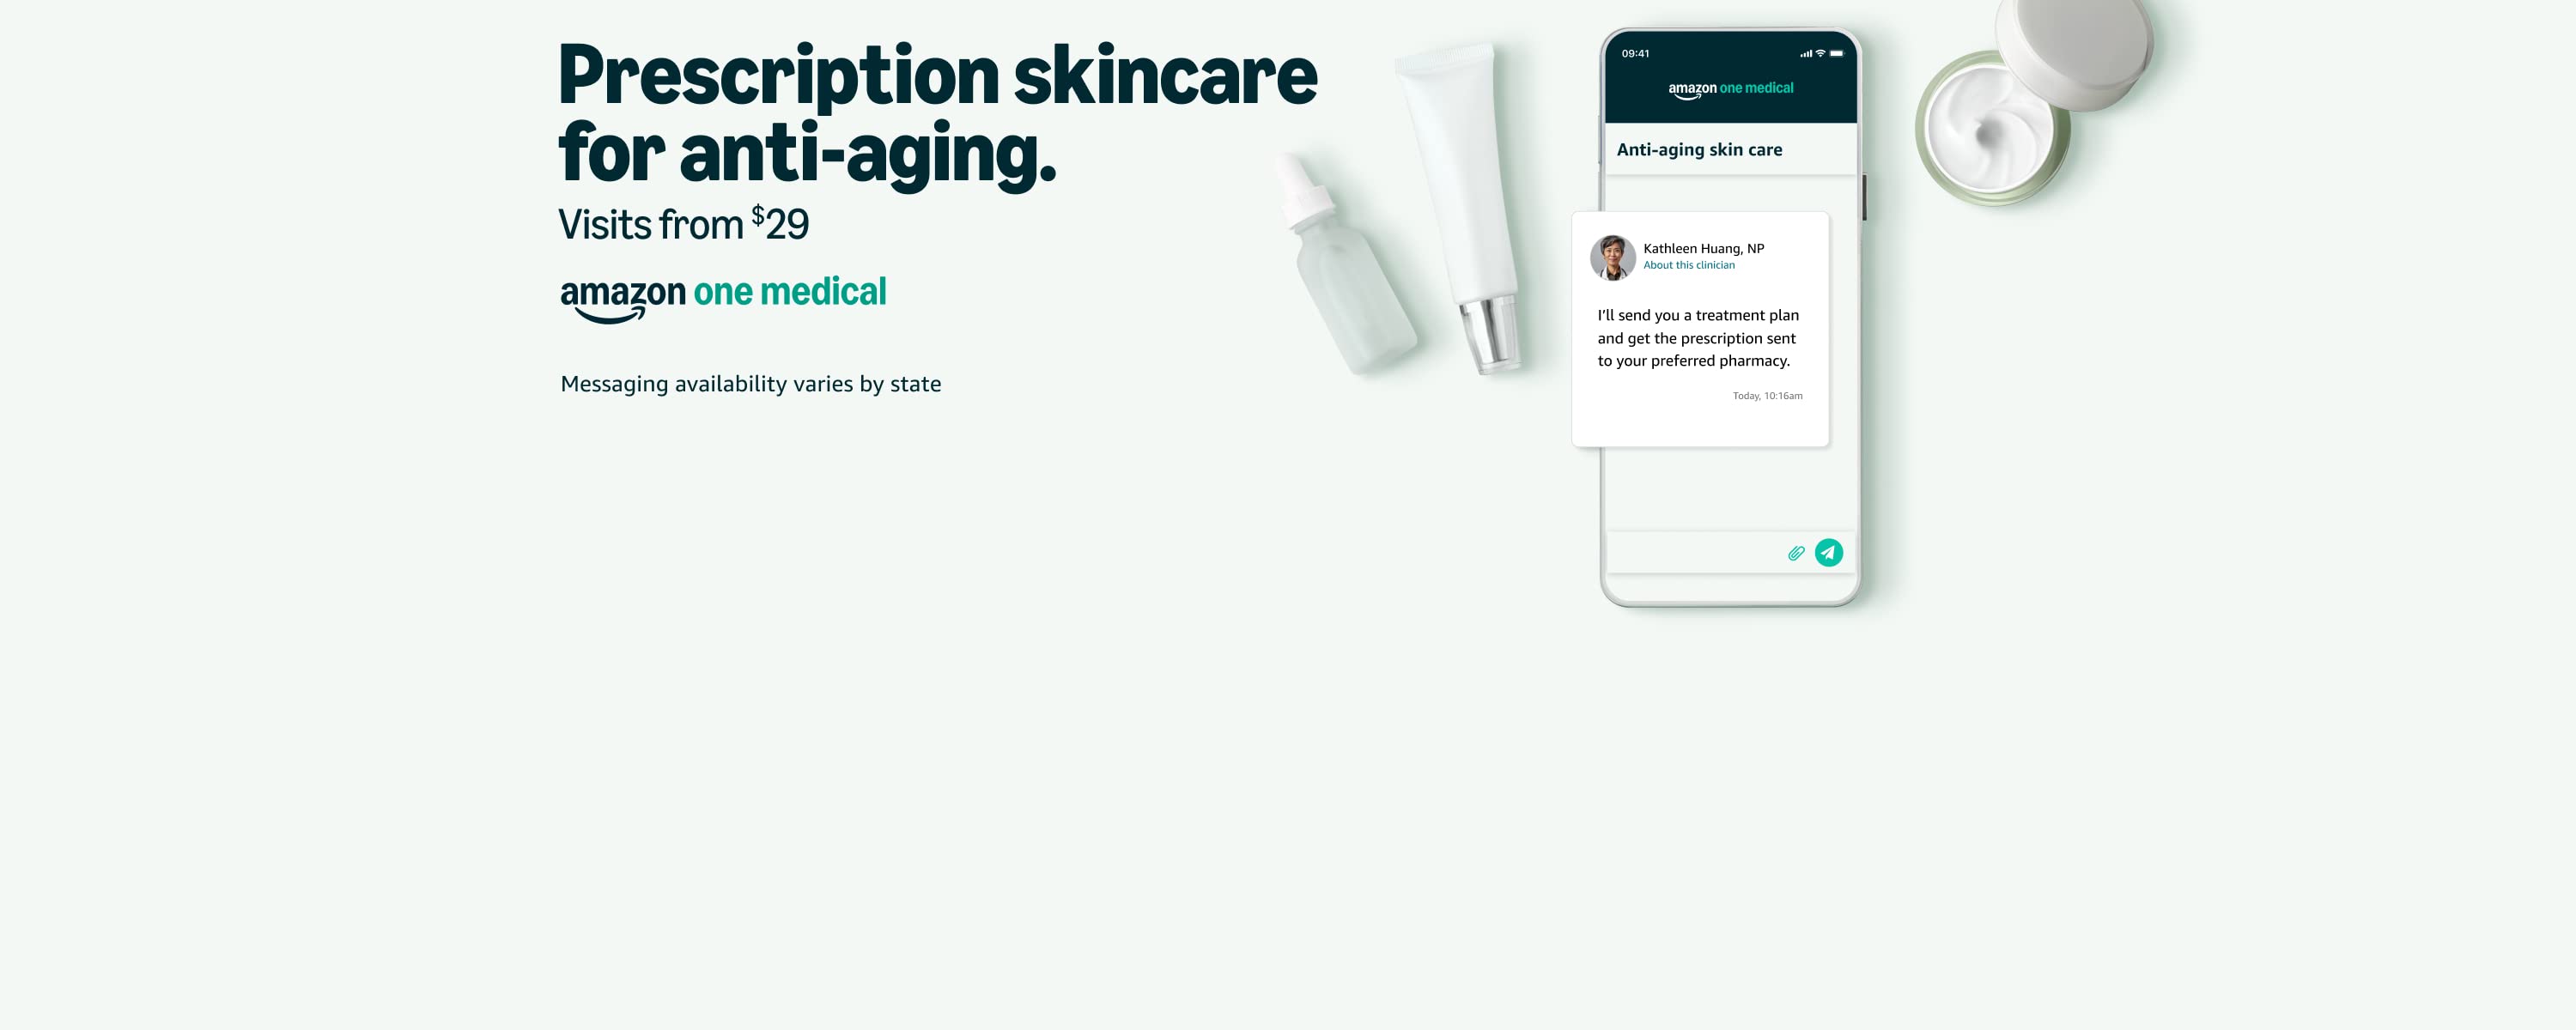 Prescription skincare
for anti-aging.
Visits from $29
amazon one medical
Messaging availability varies by state
09:41
amazon one medical
Anti-aging skin care
Kathleen Huang, NP
About this clinician
I'll send you a treatment plan
and get the prescription sent
to your preferred pharmacy.
Today, 10:16am